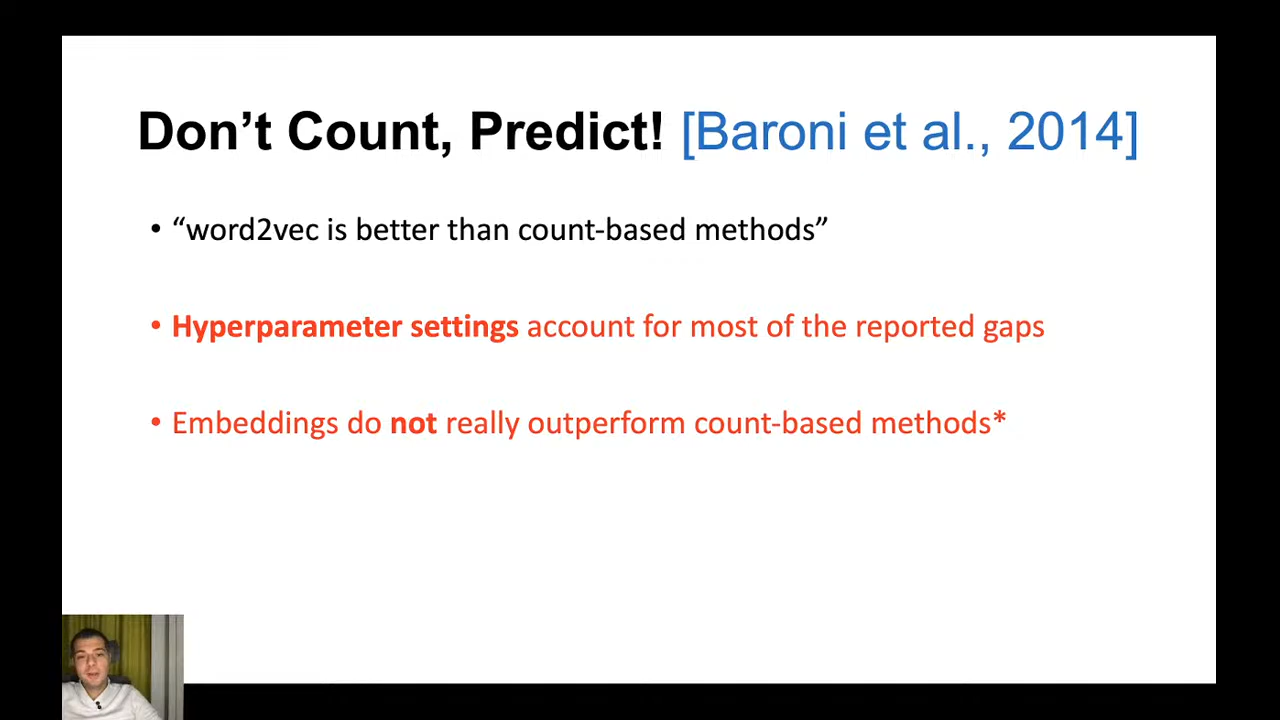 Don’t Count, Predict! [Baroni et al., 2014]
• “word2vec is better than count-based methods”
• Hyperparameter settings account for most of the reported gaps
• Embeddings do not really outperform count-based methods*